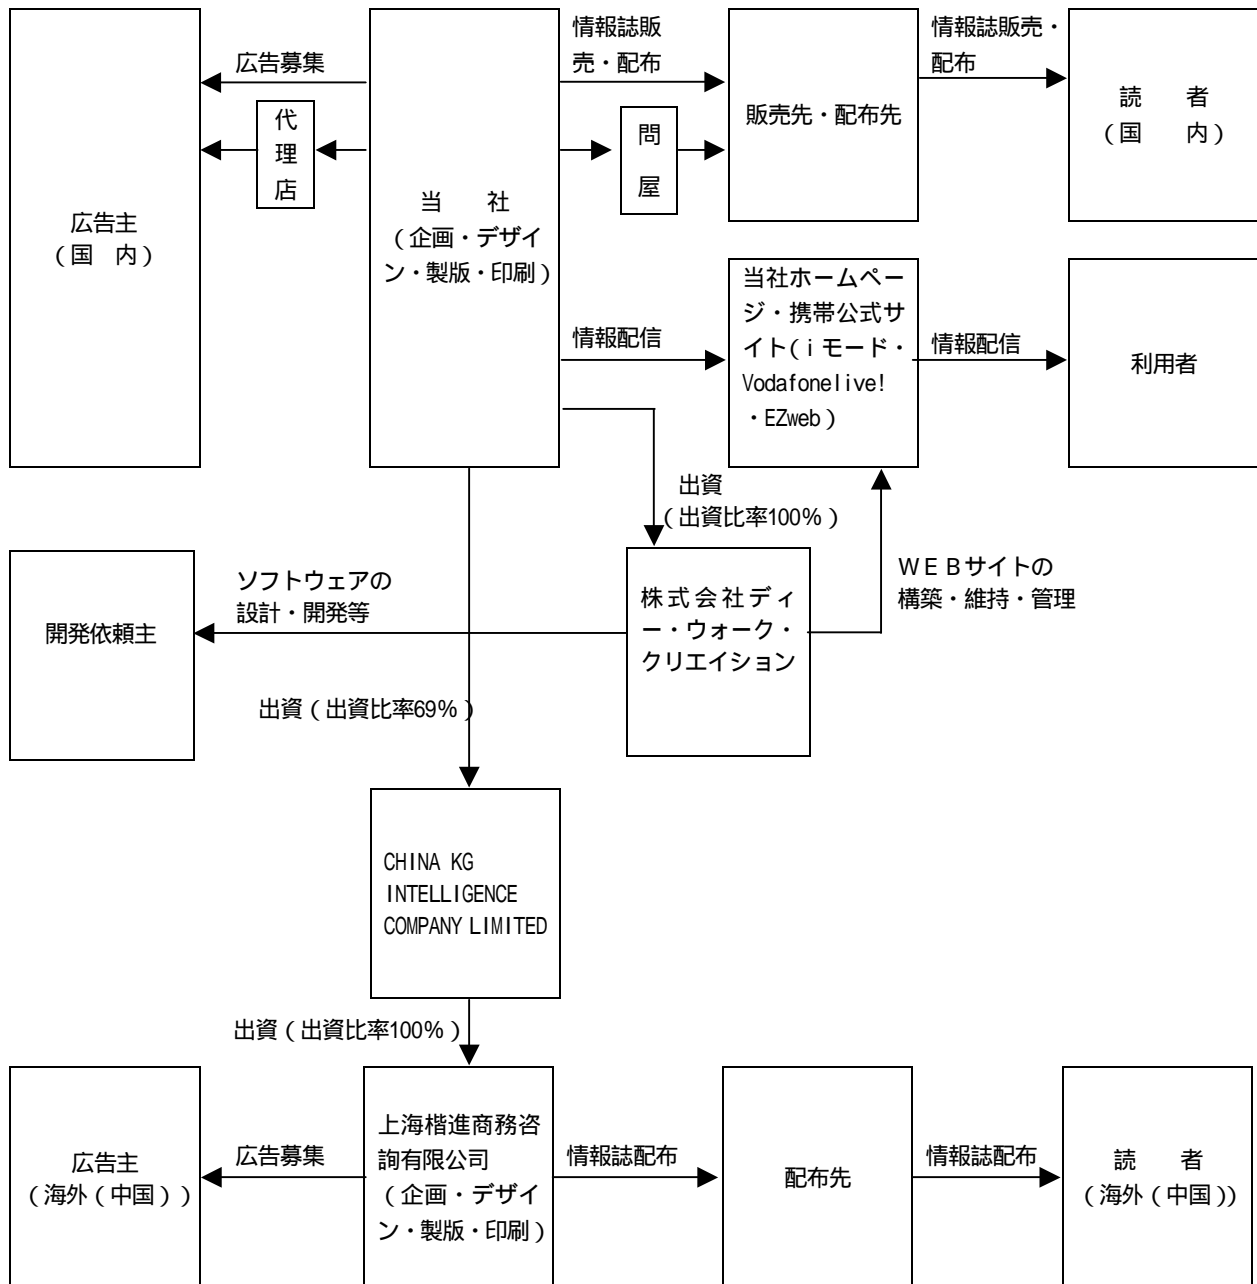 情報誌販
売・配布
情報誌販売・
配布
広告募集
代
理
店
問
屋
広告主
(国　内)
当　　社
(企画・デザイ
ン・製版・印刷)
販売先・配布先
読　　者
(国　　内)
情報配信
当社ホームペー
ジ・携帯公式サ
イト(iモード・
Vodafonelive!
・EZweb)
情報配信
利用者
出資
(出資比率100%)
ソフトウェアの
設計・開発等
開発依頼主
株式会社ディ
ー・ウォーク・
クリエイション
WEBサイトの
構築・維持・管理
出資(出資比率69%)
CHINA KG
INTELLIGENCE
COMPANY LIMITED
出資(出資比率100%)
広告主
(海外(中国))
広告募集
上海楷進商務咨
詢有限公司
(企画・デザイ
ン・製版・印刷)
情報誌配布
配布先
情報誌配布
読　　者
(海外(中国))